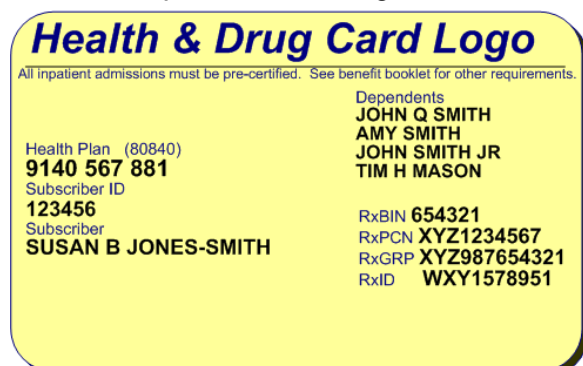 Health & Drug Card Logo
All inpatient admissions must be pre-certified. See benefit booklet for other requirements.
Dependents
JOHN Q SMITH
AMY SMITH
JOHN SMITH JR
TIM H MASON
Health Plan (80840)
9140 567 881
Subscriber ID
123456
Subscriber
SUSAN B JONES-SMITH
RxBIN 654321
RxPCN XYZ1234567
RxGRP XYZ987654321
RxID WXY1578951